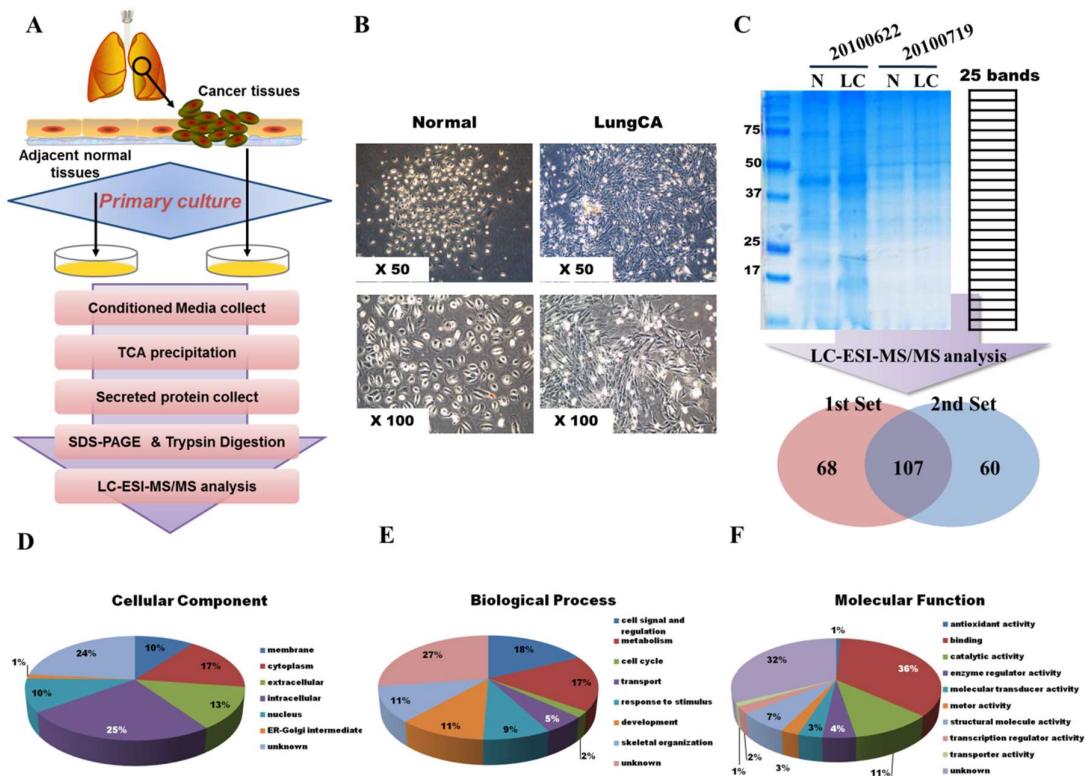 A
Cancer tissues
Adjacent normal
tissues
Primary culture
Conditioned Media collect
TCA precipitation
Secreted protein collect
SDS-PAGE & Trypsin Digestion
LC-ESI-MS/MS analysis
B
Normal
LungCA
X 50
X 50
X 100
X 100
C
20100622
20100719
N LC N LC
25 bands
75
50
37
25
17
LC-ESI-MS/MS analysis
1st Set
2nd Set
68
107
60
D
Cellular Component
10%
17%
13%
25%
10%
1%
24%
membrane
cytoplasm
extracellular
intracellular
nucleus
ER-Golgi intermediate
unknown
E
Biological Process
18%
17%
2%
5%
9%
11%
11%
27%
cell signal and
regulation
metabolism
cell cycle
transport
response to stimulus
development
skeletal organization
unknown
F
Molecular Function
1%
36%
11%
4%
3%
3%
7%
2%
1%
32%
antioxidant activity
binding
catalytic activity
enzyme regulator activity
molecular transducer activity
motor activity
structural molecule activity
transcription regulator activity
transporter activity
unknown